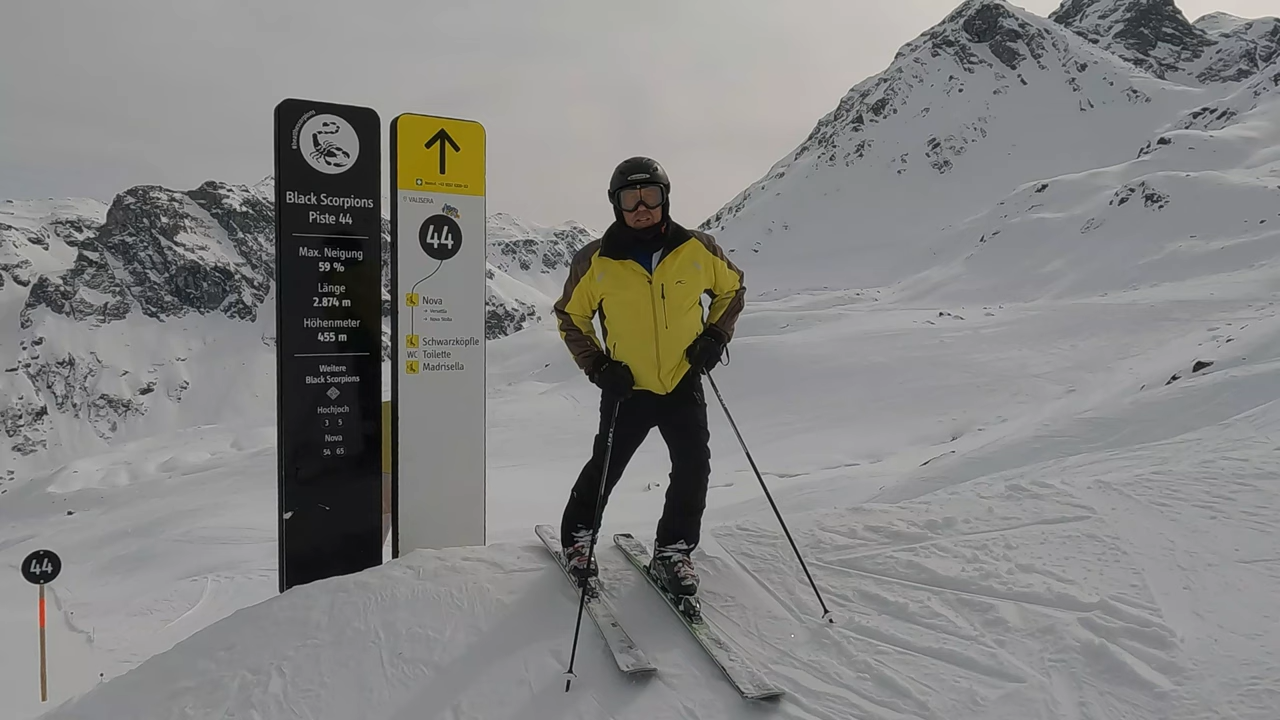 Black Scorpions
Piste 44
Max. Neigung
59 %
Länge
2.874 m
Höhenmeter
455 m
Weitere
Black Scorpions
Hochjoch
3 5
Nova
54 65
VALISERA
44
Nova
Schwarzköpfle
WC Toilette
Madrisella
44